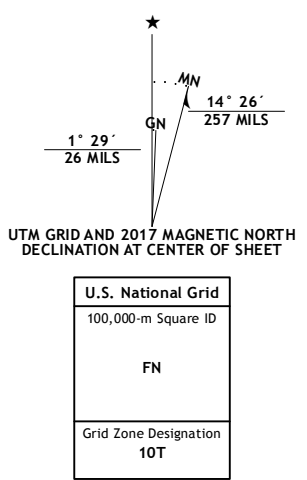 ★
MN
GN
14° 26´
257 MILS
1° 29´
26 MILS
UTM GRID AND 2017 MAGNETIC NORTH
DECLINATION AT CENTER OF SHEET
U.S. National Grid
100,000-m Square ID
FN
Grid Zone Designation
10T